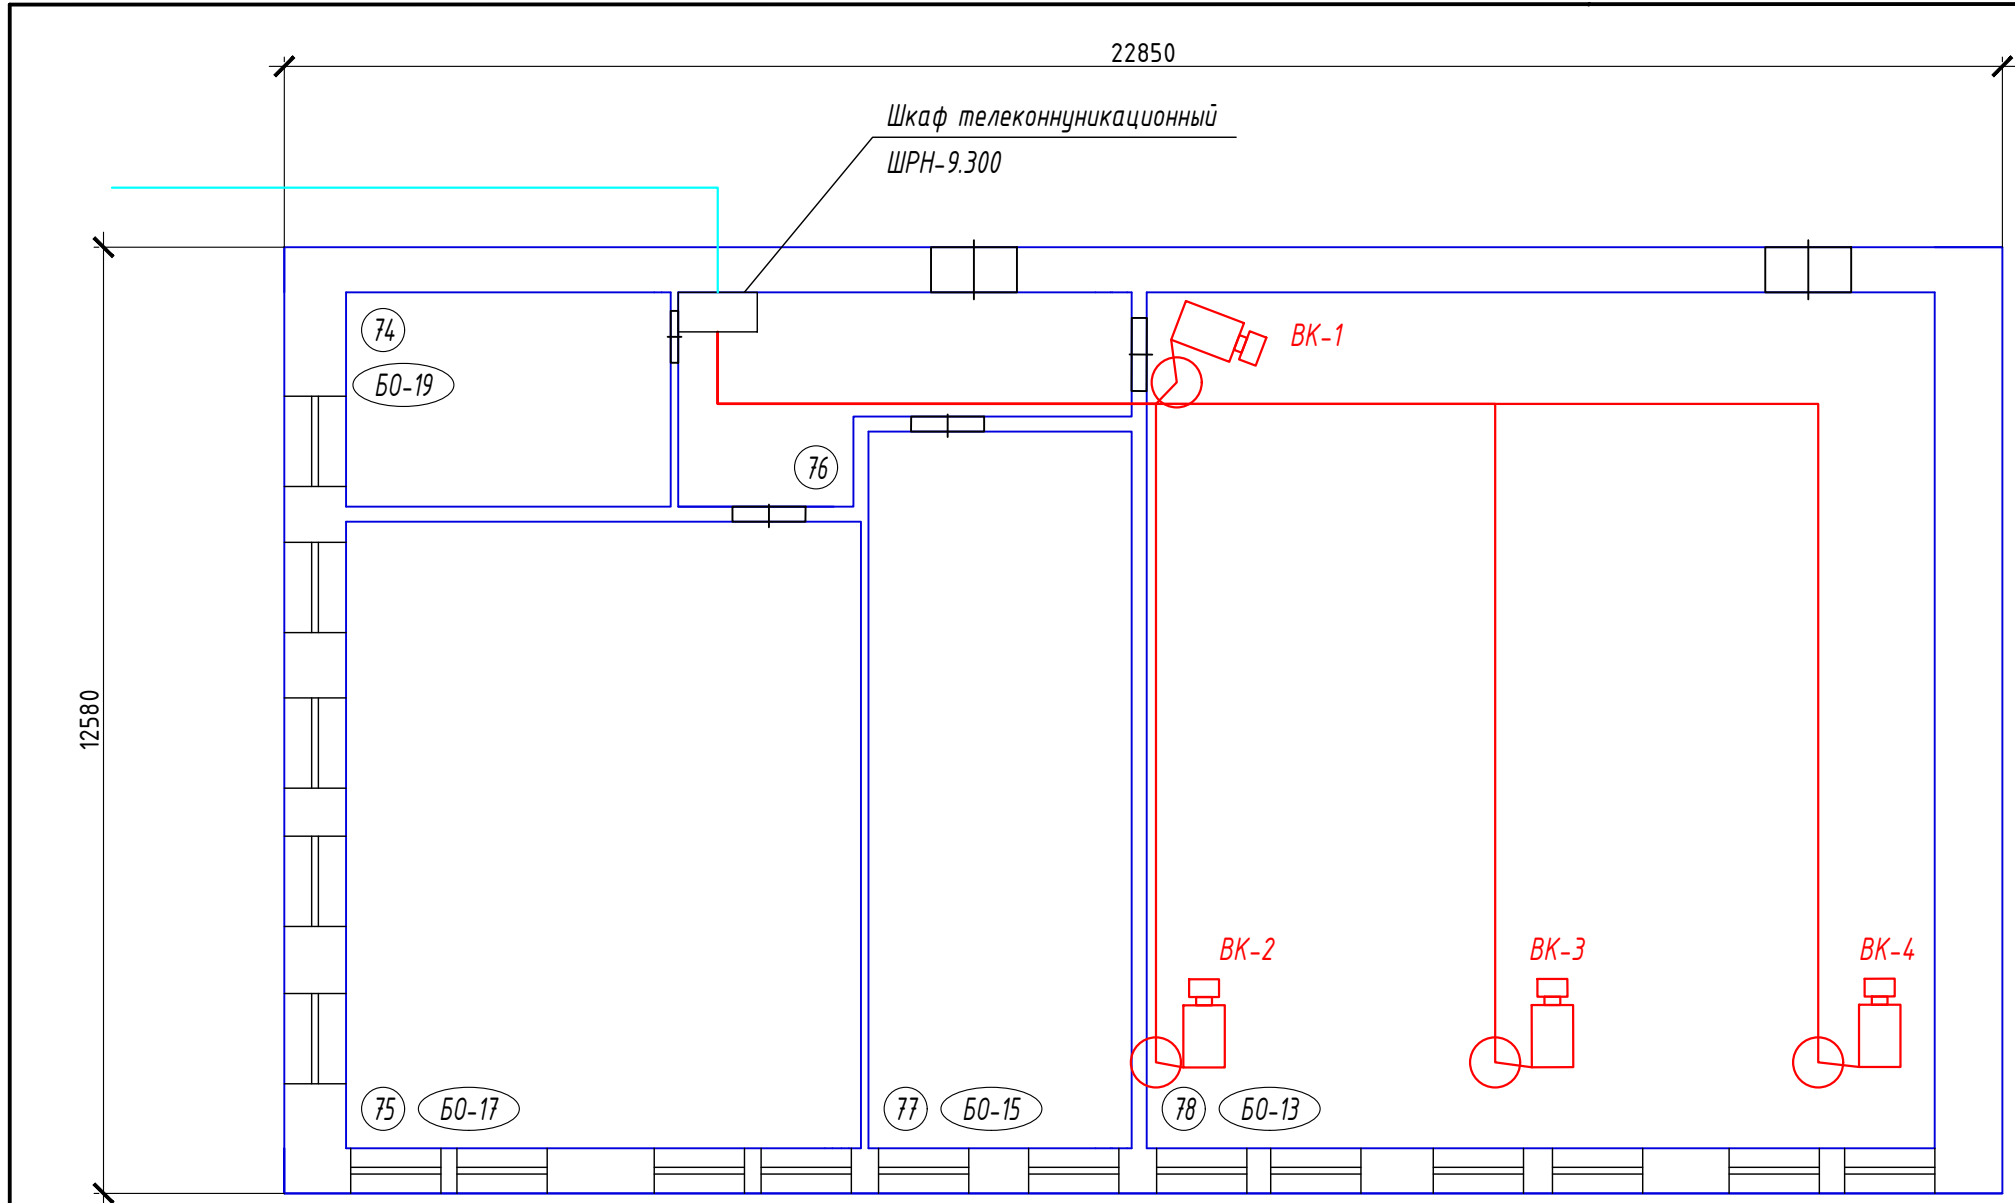 22850
Шкаф телеконнуникационный
ШРН-9.300
74
БО-19
ВК-1
76
12580
ВК-2
ВК-3
ВК-4
75
БО-17
77
БО-15
78
БО-13